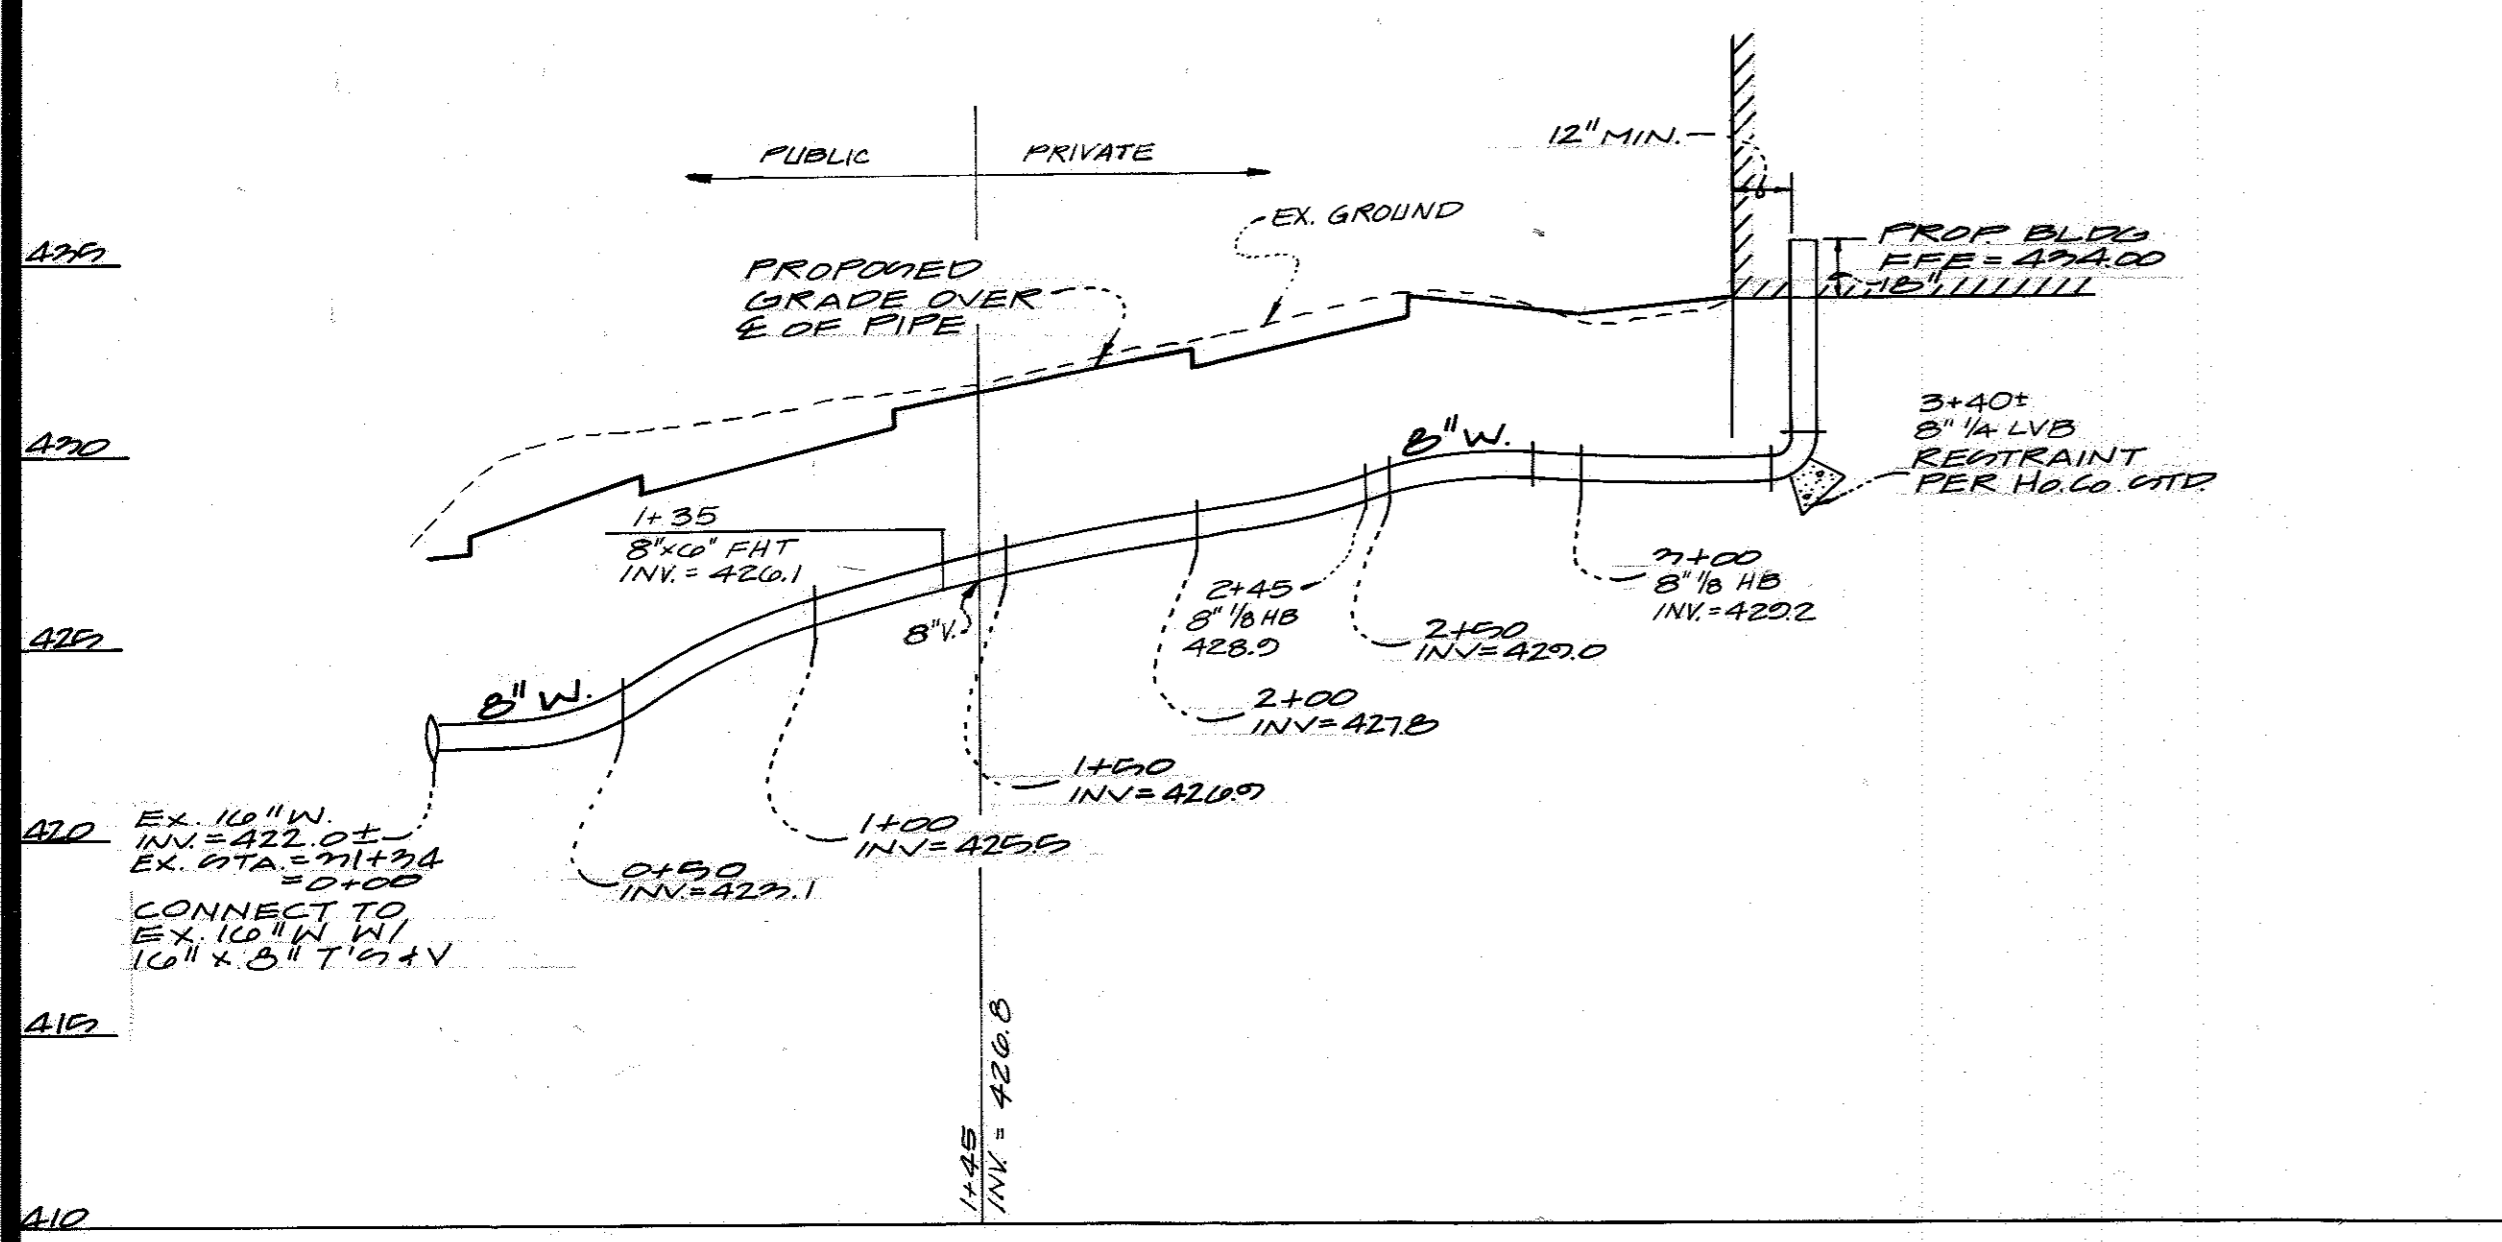 12" MIN.
PUBLIC
PRIVATE
EX. GROUND
PROP BLDG
FFE = 434.00
18"
435
PROPOSED
GRADE OVER
℄ OF PIPE
3+40±
8" 1/4 LVB
RESTRAINT
PER HO.CO. STD.
430
8" W.
1+35
8"x6" FHT
INV. = 426.1
3+00
8" 1/8 HB
INV. = 429.2
2+45
8" 1/8 HB
428.9
8"V.
2+50
INV = 429.0
425
8" W.
2+00
INV = 427.8
1+50
INV = 426.9
420
EX. 16" W.
INV. = 422.0±
EX. STA. = 31+34
= 0+00
CONNECT TO
EX. 16" W W/
16" x 8" T'S & V
1+00
INV = 425.5
0+50
INV. = 423.1
415
1+45
INV. = 426.8
410